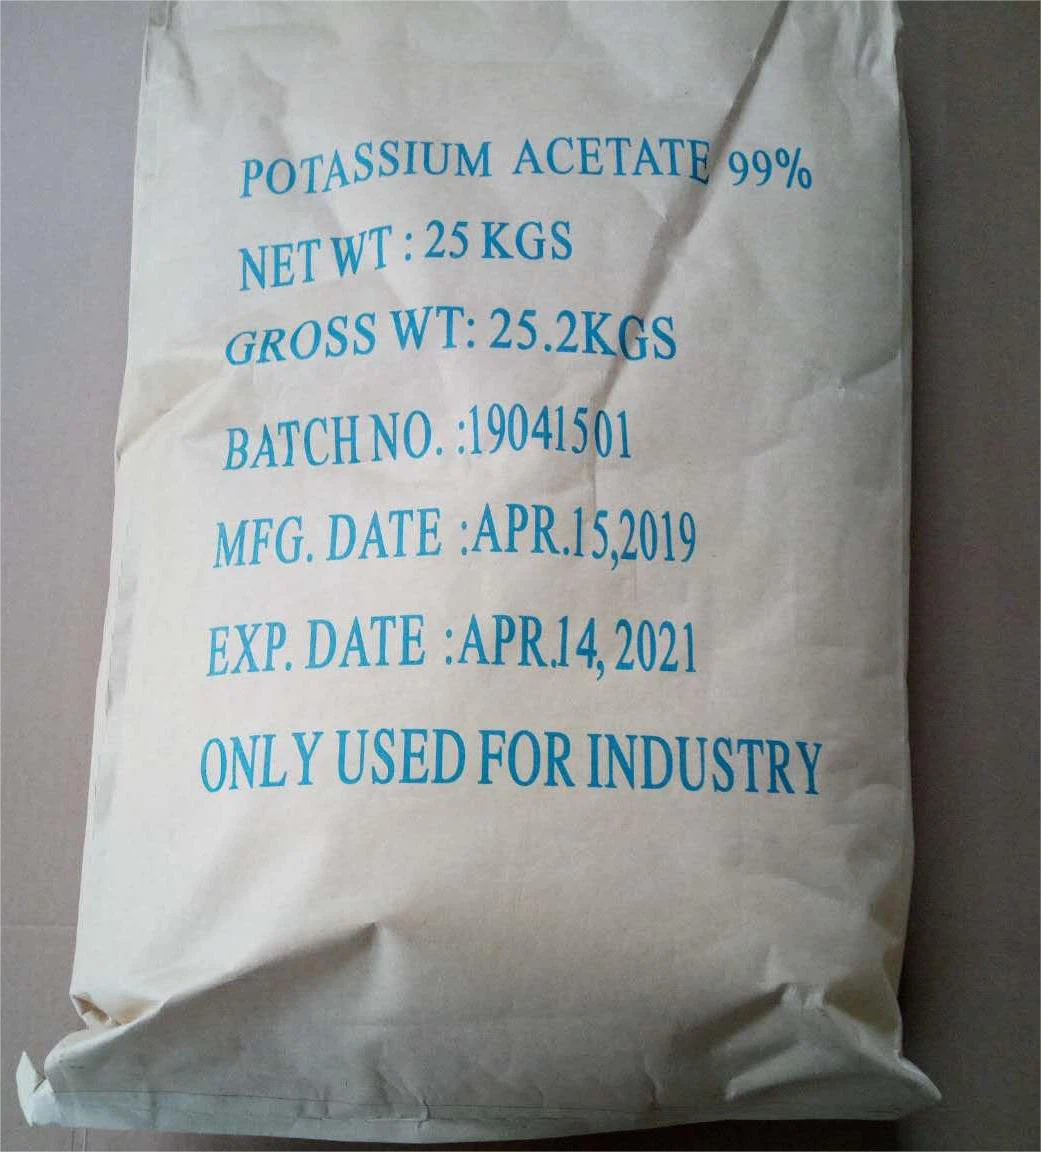 POTASSIUM ACETATE 99%
NET WT : 25 KGS
GROSS WT: 25.2KGS
BATCH NO. :19041501
MFG. DATE :APR.15,2019
EXP. DATE :APR.14, 2021
ONLY USED FOR INDUSTRY